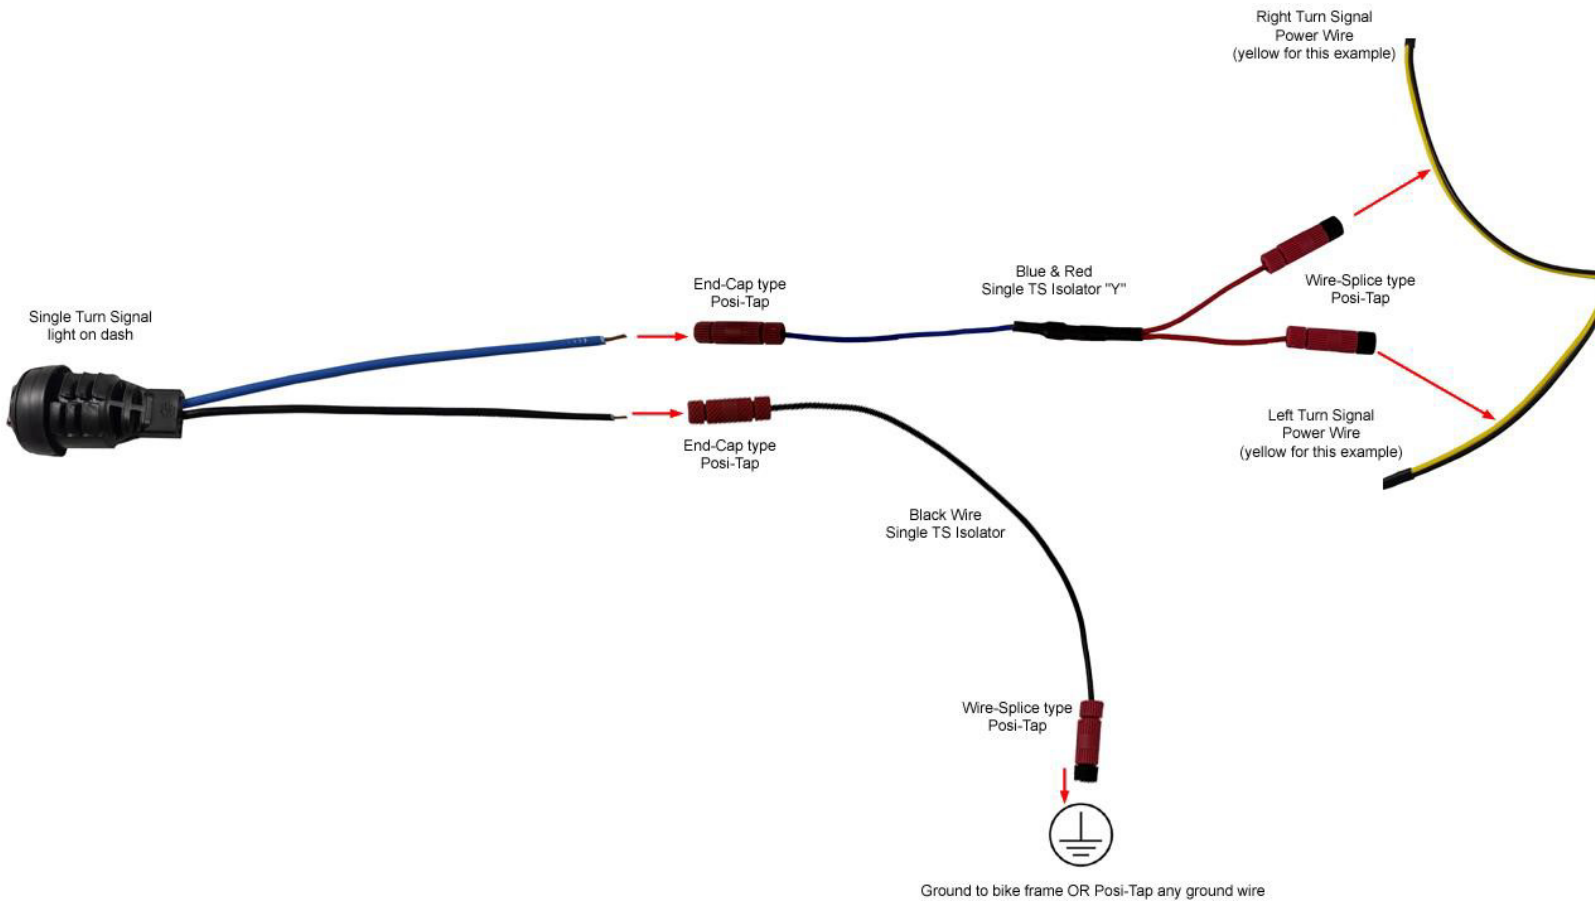 Right Turn Signal
Power Wire
(yellow for this example)
Blue & Red
Single TS Isolator "Y"
End-Cap type
Posi-Tap
Wire-Splice type
Posi-Tap
Single Turn Signal
light on dash
Left Turn Signal
Power Wire
(yellow for this example)
End-Cap type
Posi-Tap
Black Wire
Single TS Isolator
Wire-Splice type
Posi-Tap
Ground to bike frame OR Posi-Tap any ground wire